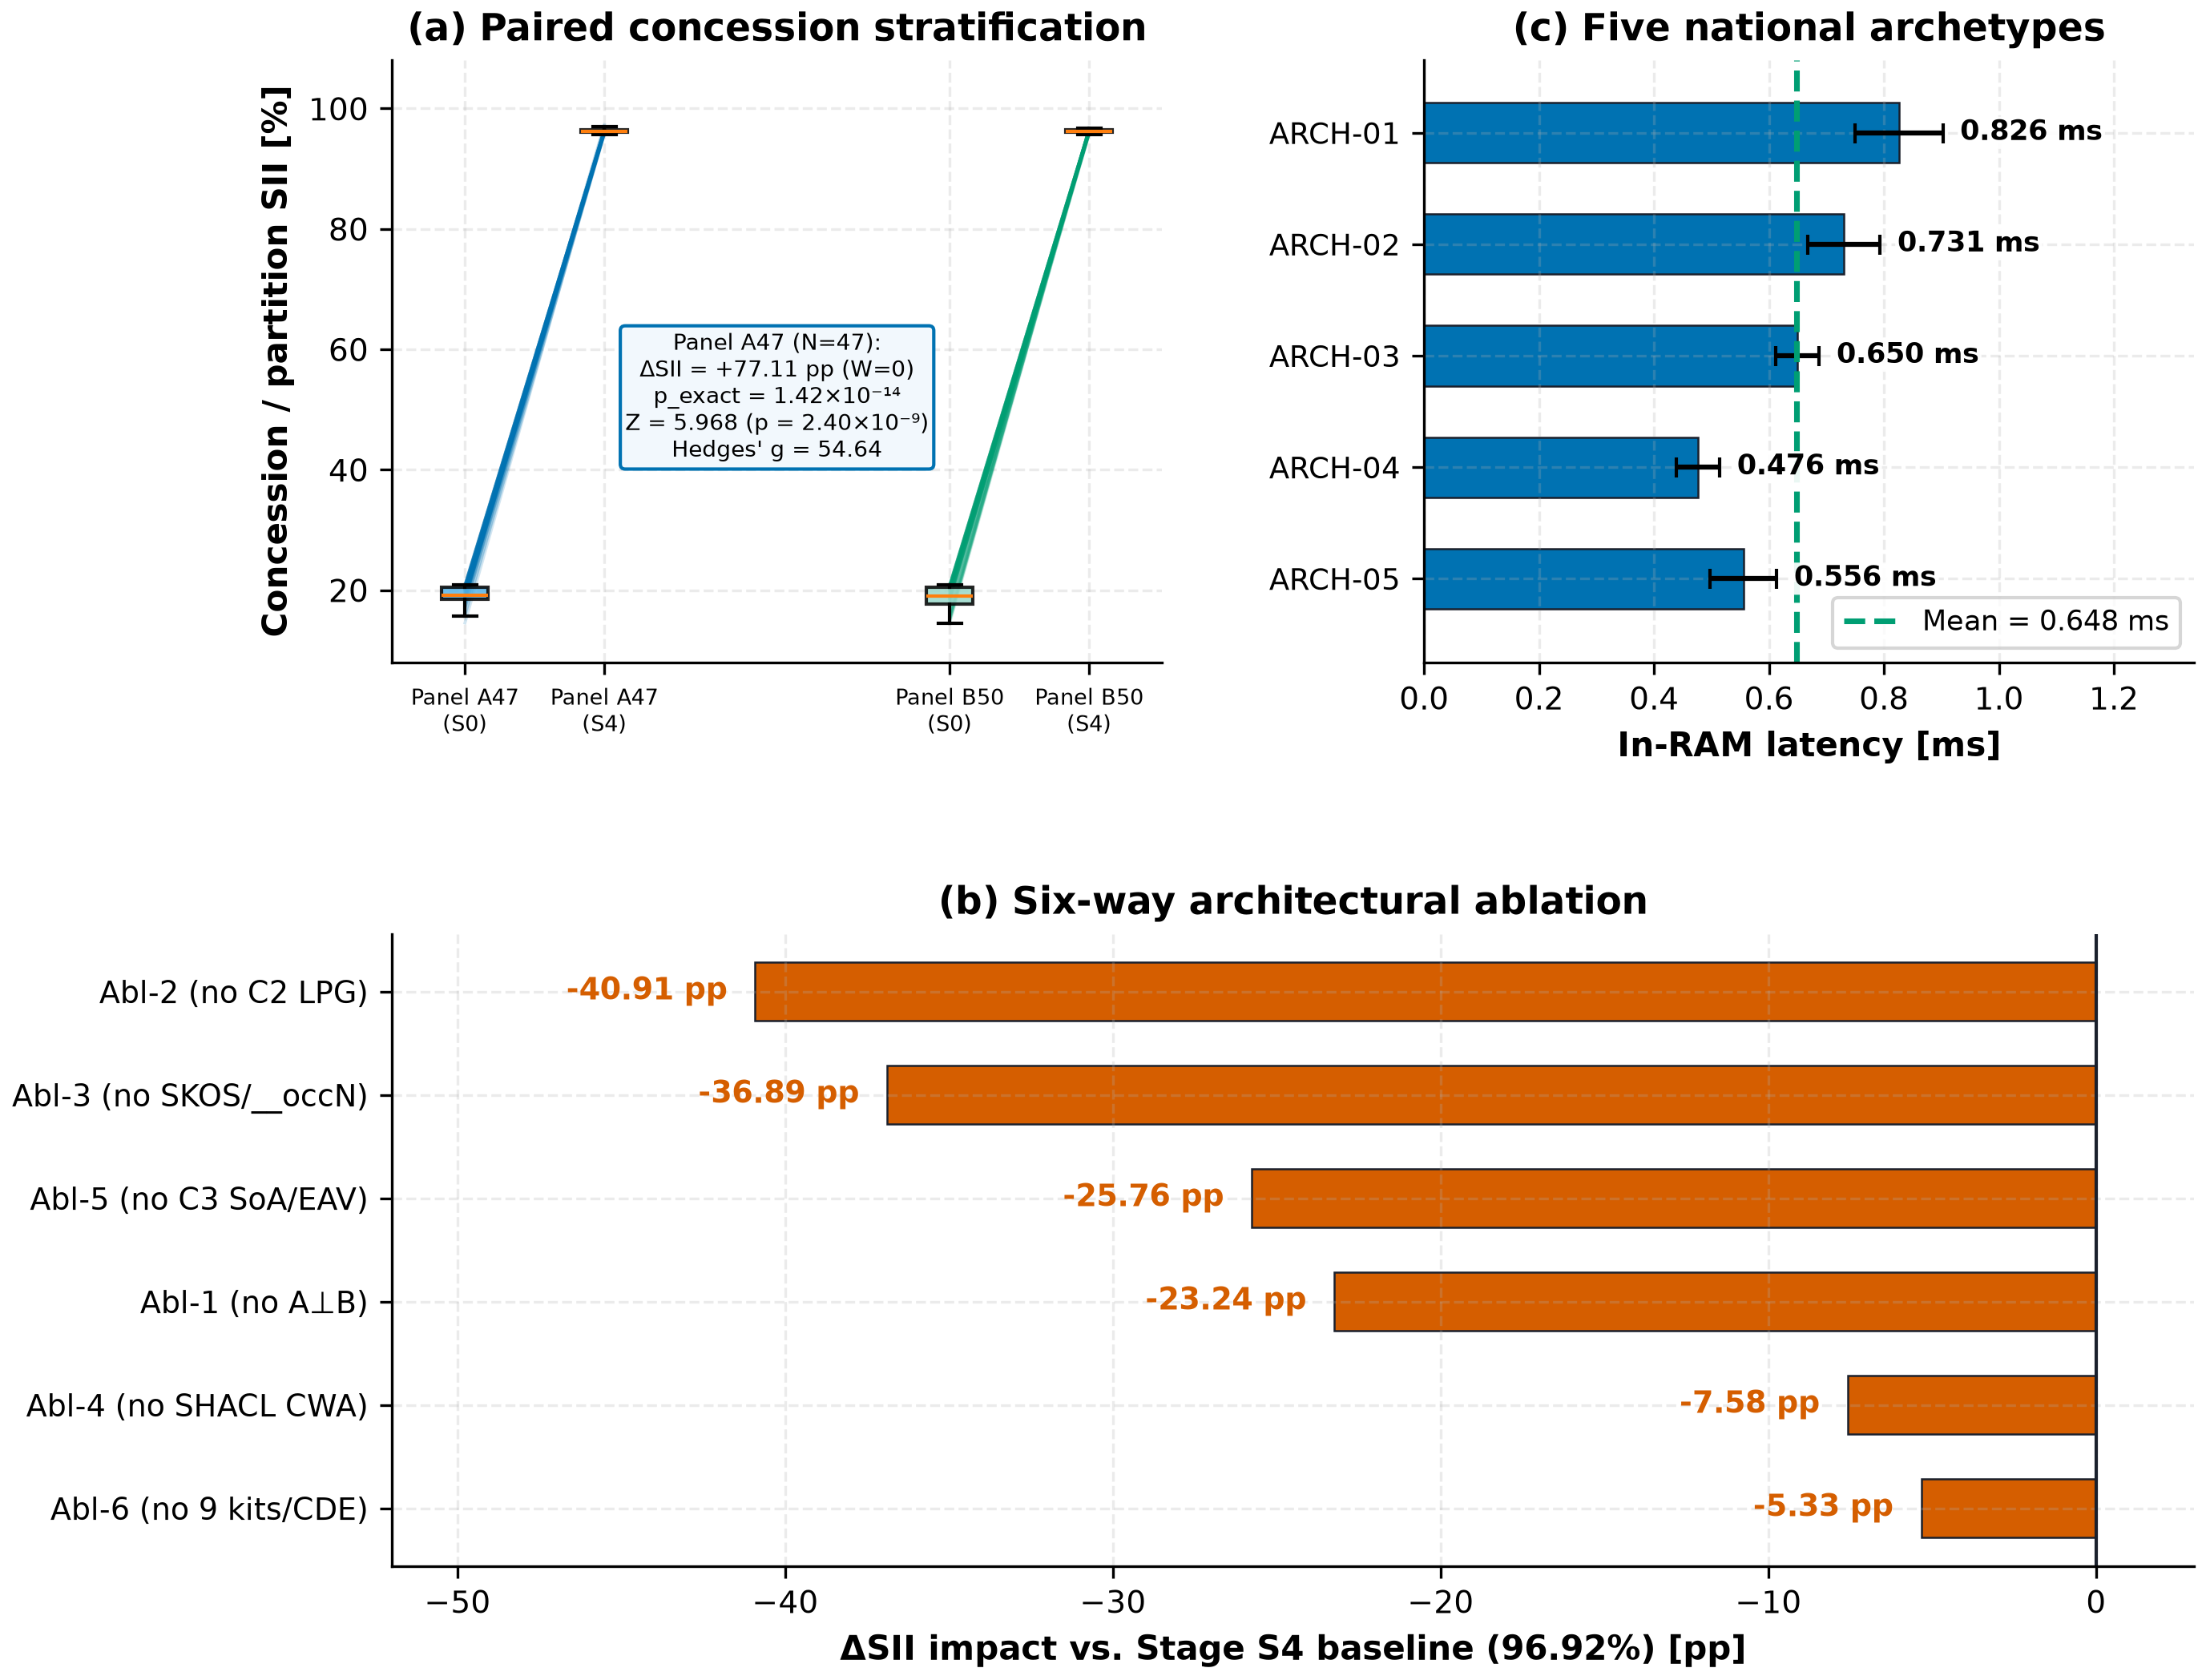 (a) Paired concession stratification
Concession / partition SII [%]
100
80
60
40
20
Panel A47 (N=47):
ΔSII = +77.11 pp (W=0)
p_exact = 1.42×10⁻¹⁴
Z = 5.968 (p = 2.40×10⁻⁹)
Hedges' g = 54.64
Panel A47
(S0)
Panel A47
(S4)
Panel B50
(S0)
Panel B50
(S4)
(c) Five national archetypes
ARCH-01
0.826 ms
ARCH-02
0.731 ms
ARCH-03
0.650 ms
ARCH-04
0.476 ms
ARCH-05
0.556 ms
Mean = 0.648 ms
0.0 0.2 0.4 0.6 0.8 1.0 1.2
In-RAM latency [ms]
(b) Six-way architectural ablation
Abl-2 (no C2 LPG)
-40.91 pp
Abl-3 (no SKOS/__occN)
-36.89 pp
Abl-5 (no C3 SoA/EAV)
-25.76 pp
Abl-1 (no A⊥B)
-23.24 pp
Abl-4 (no SHACL CWA)
-7.58 pp
Abl-6 (no 9 kits/CDE)
-5.33 pp
−50 −40 −30 −20 −10 0
ΔSII impact vs. Stage S4 baseline (96.92%) [pp]